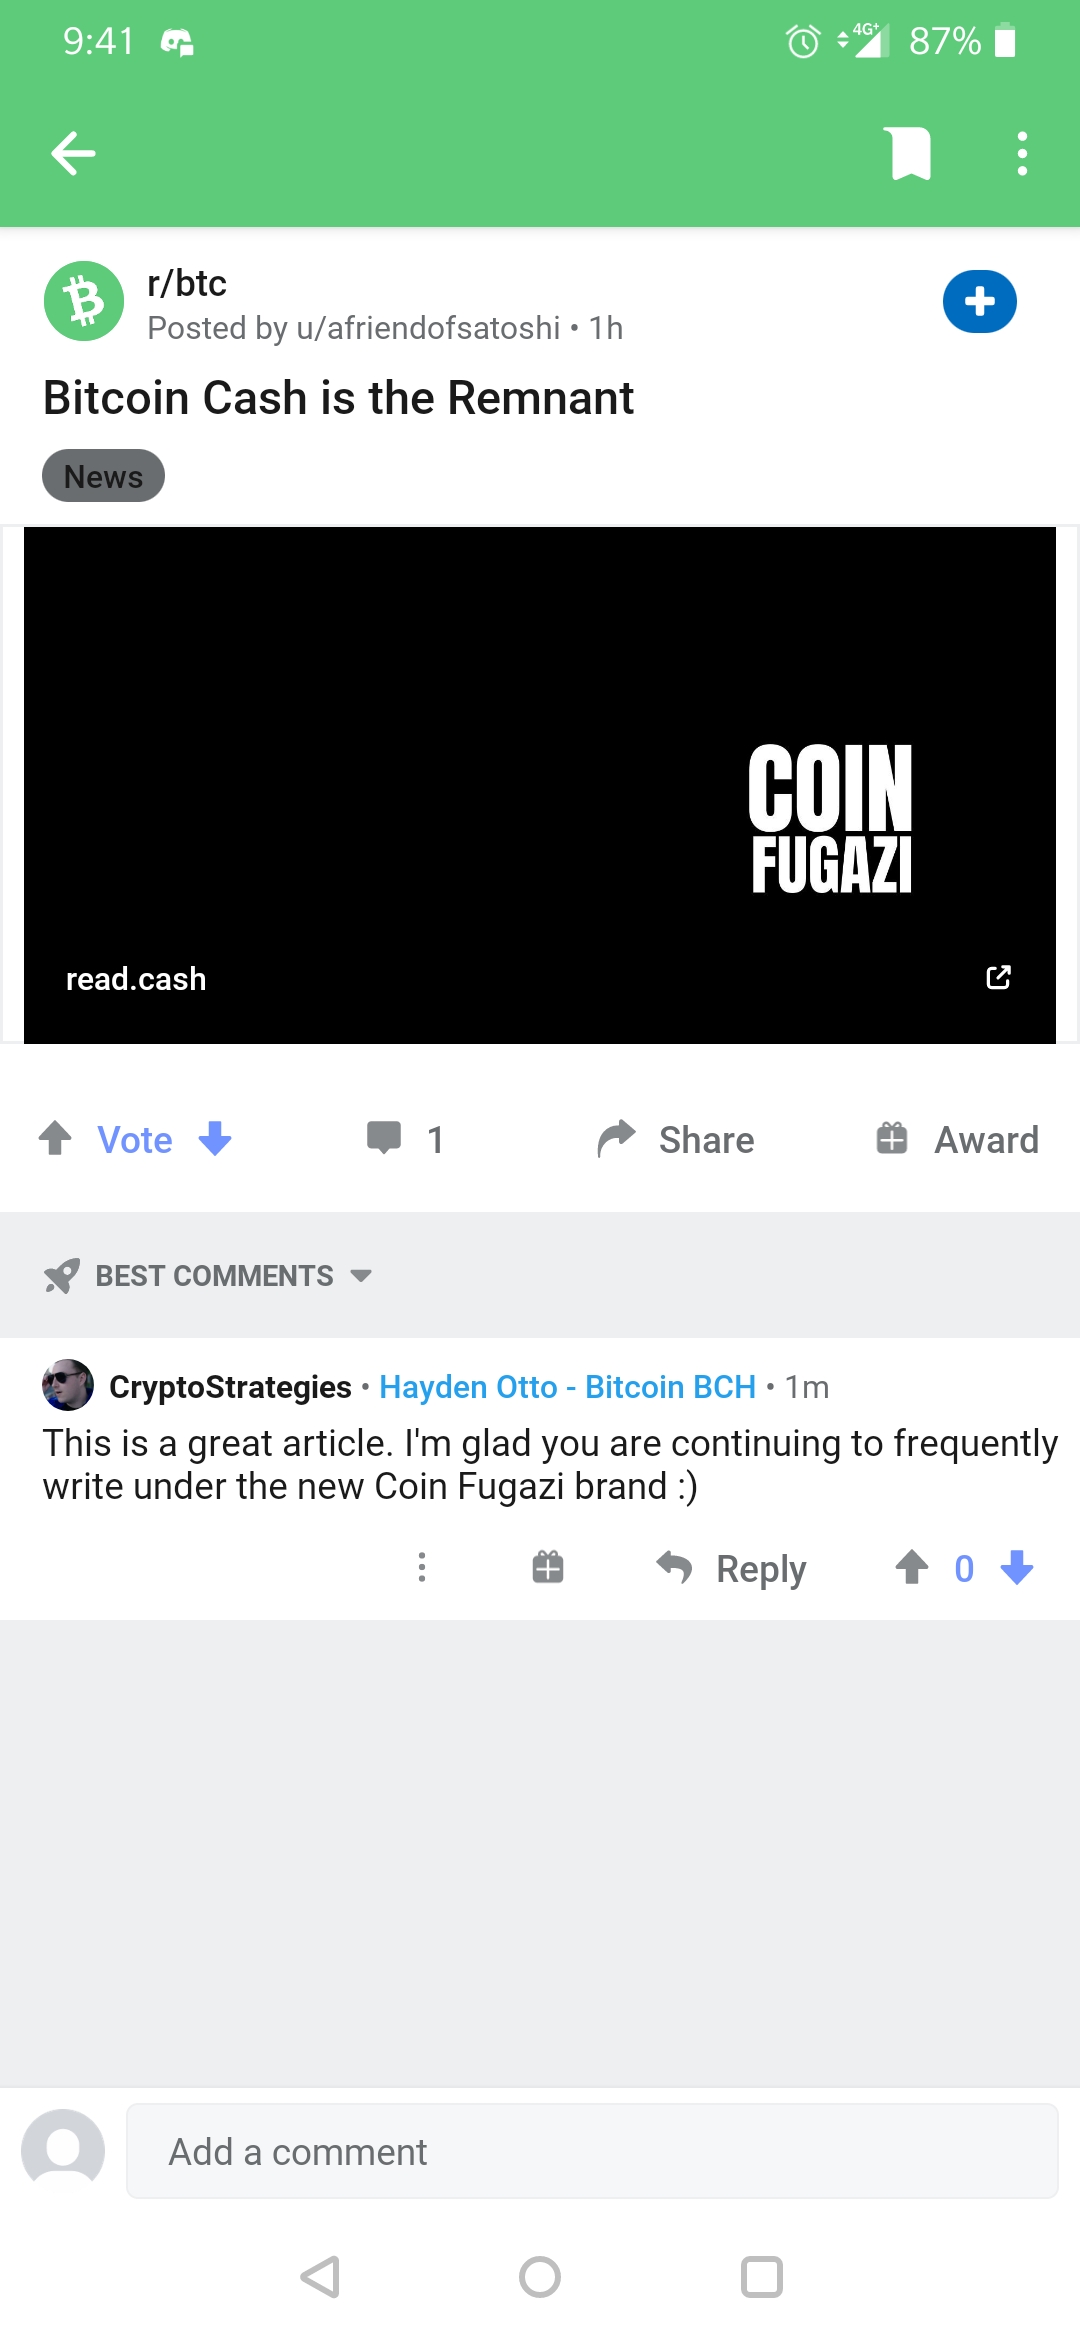 9:41
4G+ 87%
r/btc
Posted by u/afriendofsatoshi • 1h
Bitcoin Cash is the Remnant
News
COIN
FUGAZI
read.cash
Vote 1 Share Award
BEST COMMENTS
CryptoStrategies • Hayden Otto - Bitcoin BCH • 1m
This is a great article. I'm glad you are continuing to frequently
write under the new Coin Fugazi brand :)
Reply 0
Add a comment